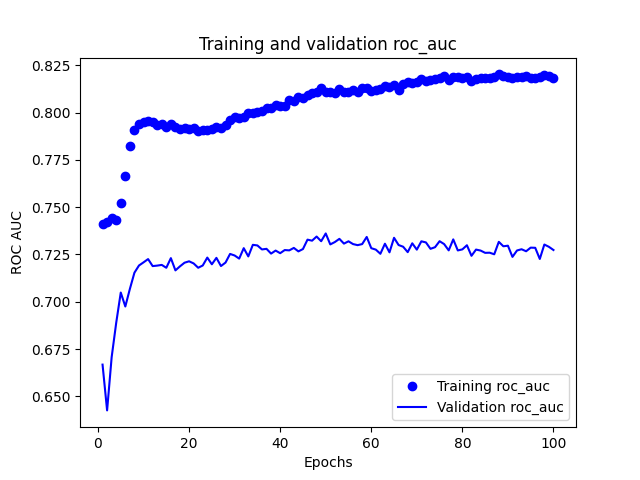 Training and validation roc_auc
0.825
0.800
0.775
0.750
0.725
0.700
0.675
0.650
ROC AUC
0
20
40
60
80
100
Epochs
Training roc_auc
Validation roc_auc